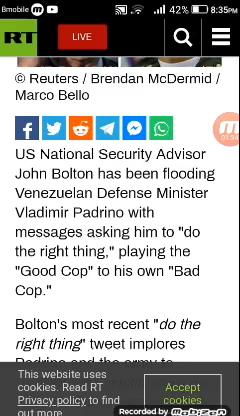 Bmobile 42% 8:35PM
RT LIVE
© Reuters / Brendan McDermid /
Marco Bello
01:34
US National Security Advisor
John Bolton has been flooding
Venezuelan Defense Minister
Vladimir Padrino with
messages asking him to "do
the right thing," playing the
"Good Cop" to his own "Bad
Cop."
Bolton's most recent "do the
right thing" tweet implores
Padrino and the army to
This website uses
cookies. Read RT
Privacy policy to find
out more.
Accept
cookies
Recorded by Mobizen